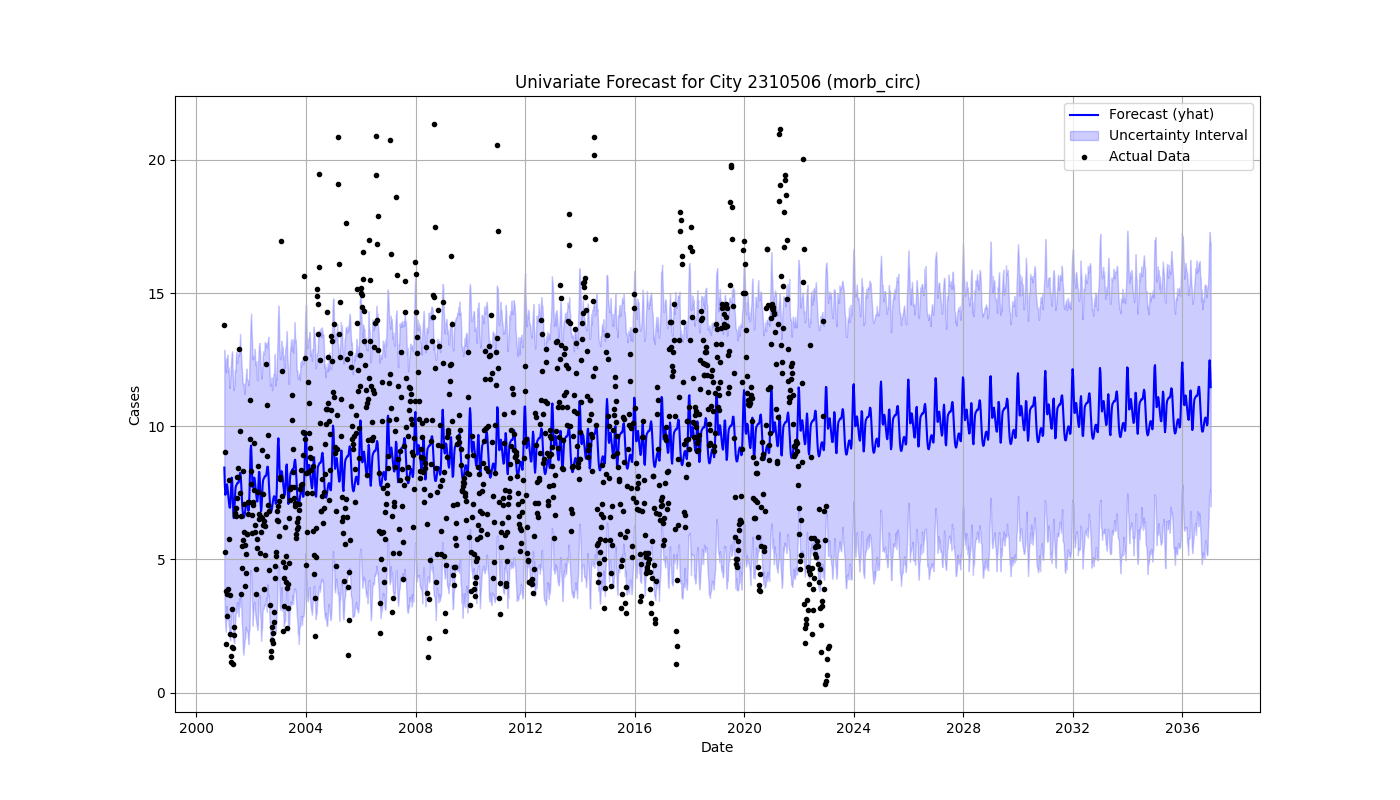 Univariate Forecast for City 2310506 (morb_circ)
Forecast (yhat)
Uncertainty Interval
Actual Data
Cases
20
15
10
5
0
2000 2004 2008 2012 2016 2020 2024 2028 2032 2036
Date